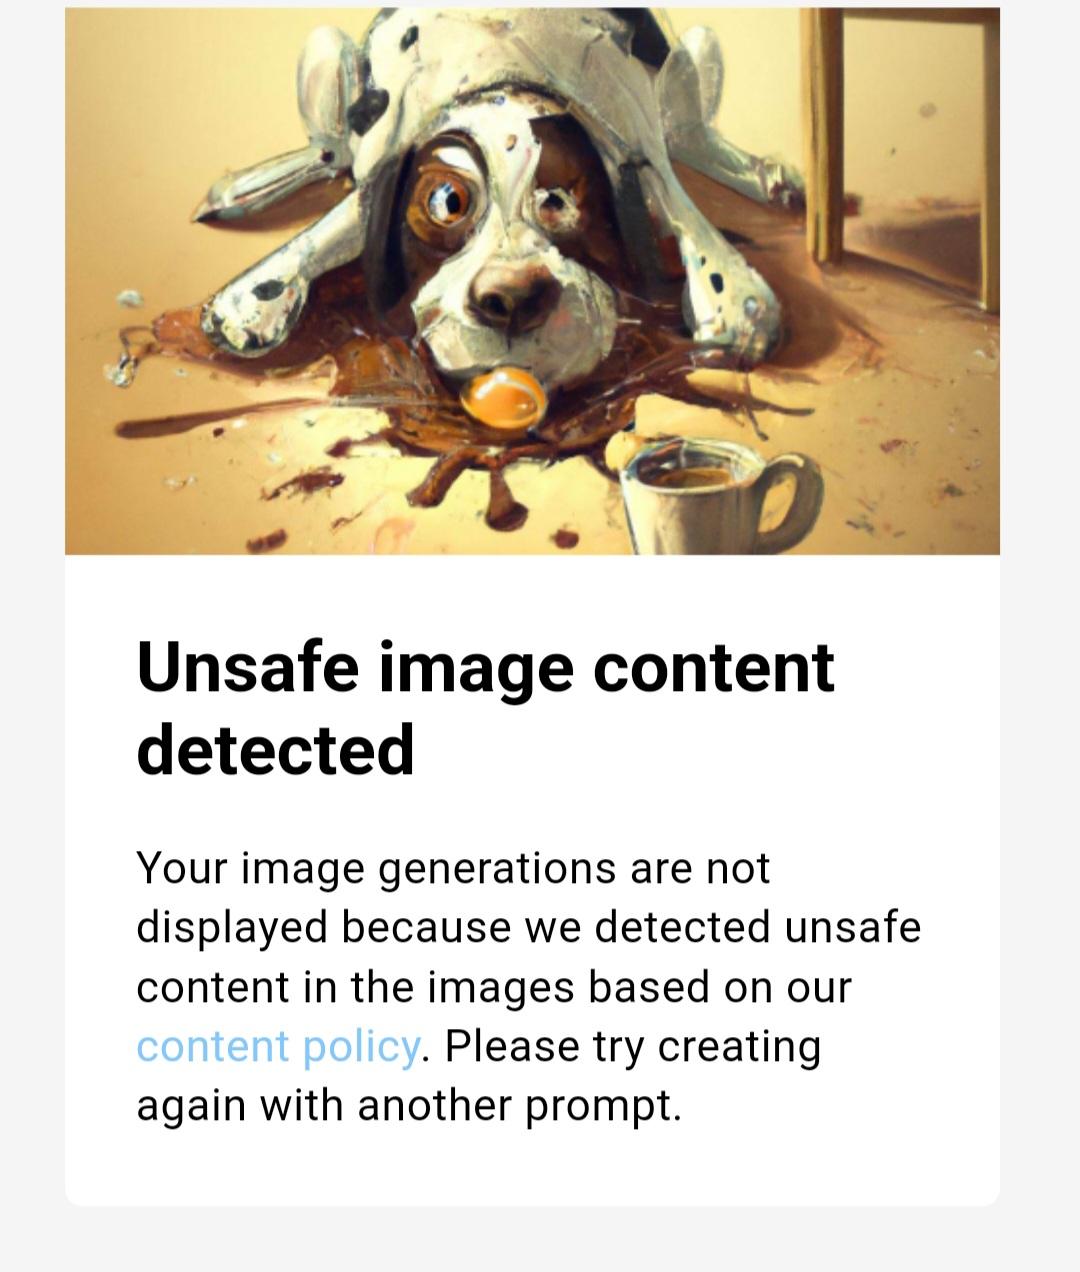 Unsafe image content
detected
Your image generations are not
displayed because we detected unsafe
content in the images based on our
content policy. Please try creating
again with another prompt.